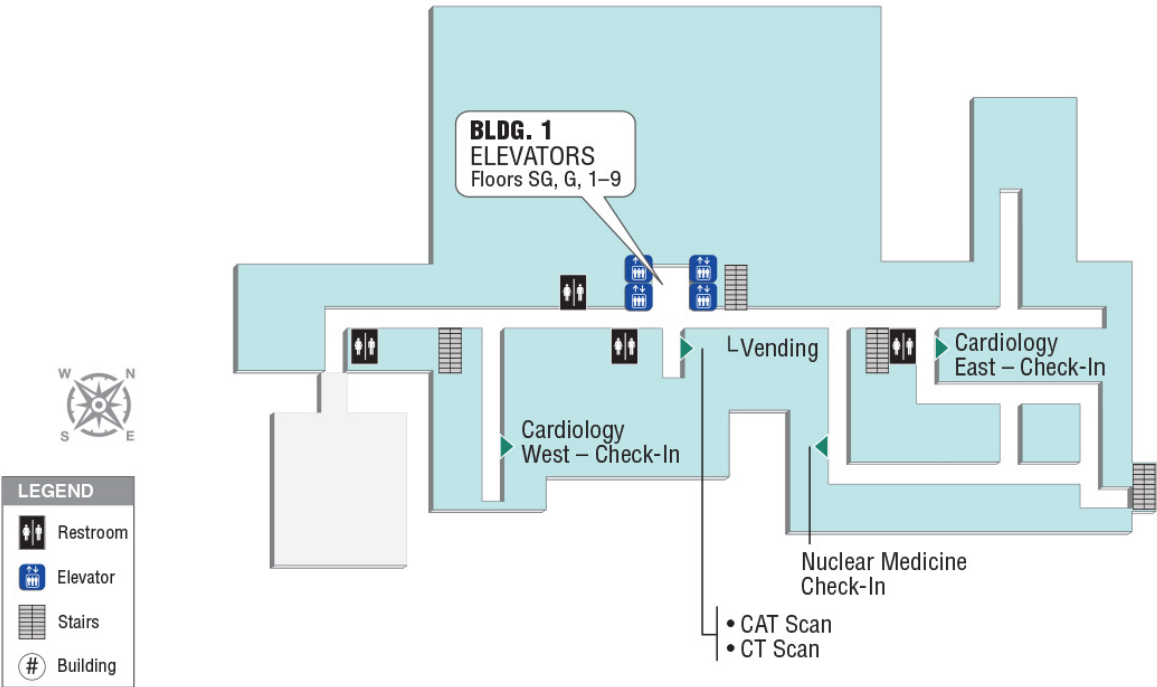 BLDG. 1
ELEVATORS
Floors SG, G, 1–9
Vending
Cardiology
East – Check-In
Cardiology
West – Check-In
W
N
S
E
LEGEND
Restroom
Elevator
Stairs
# Building
Nuclear Medicine
Check-In
• CAT Scan
• CT Scan